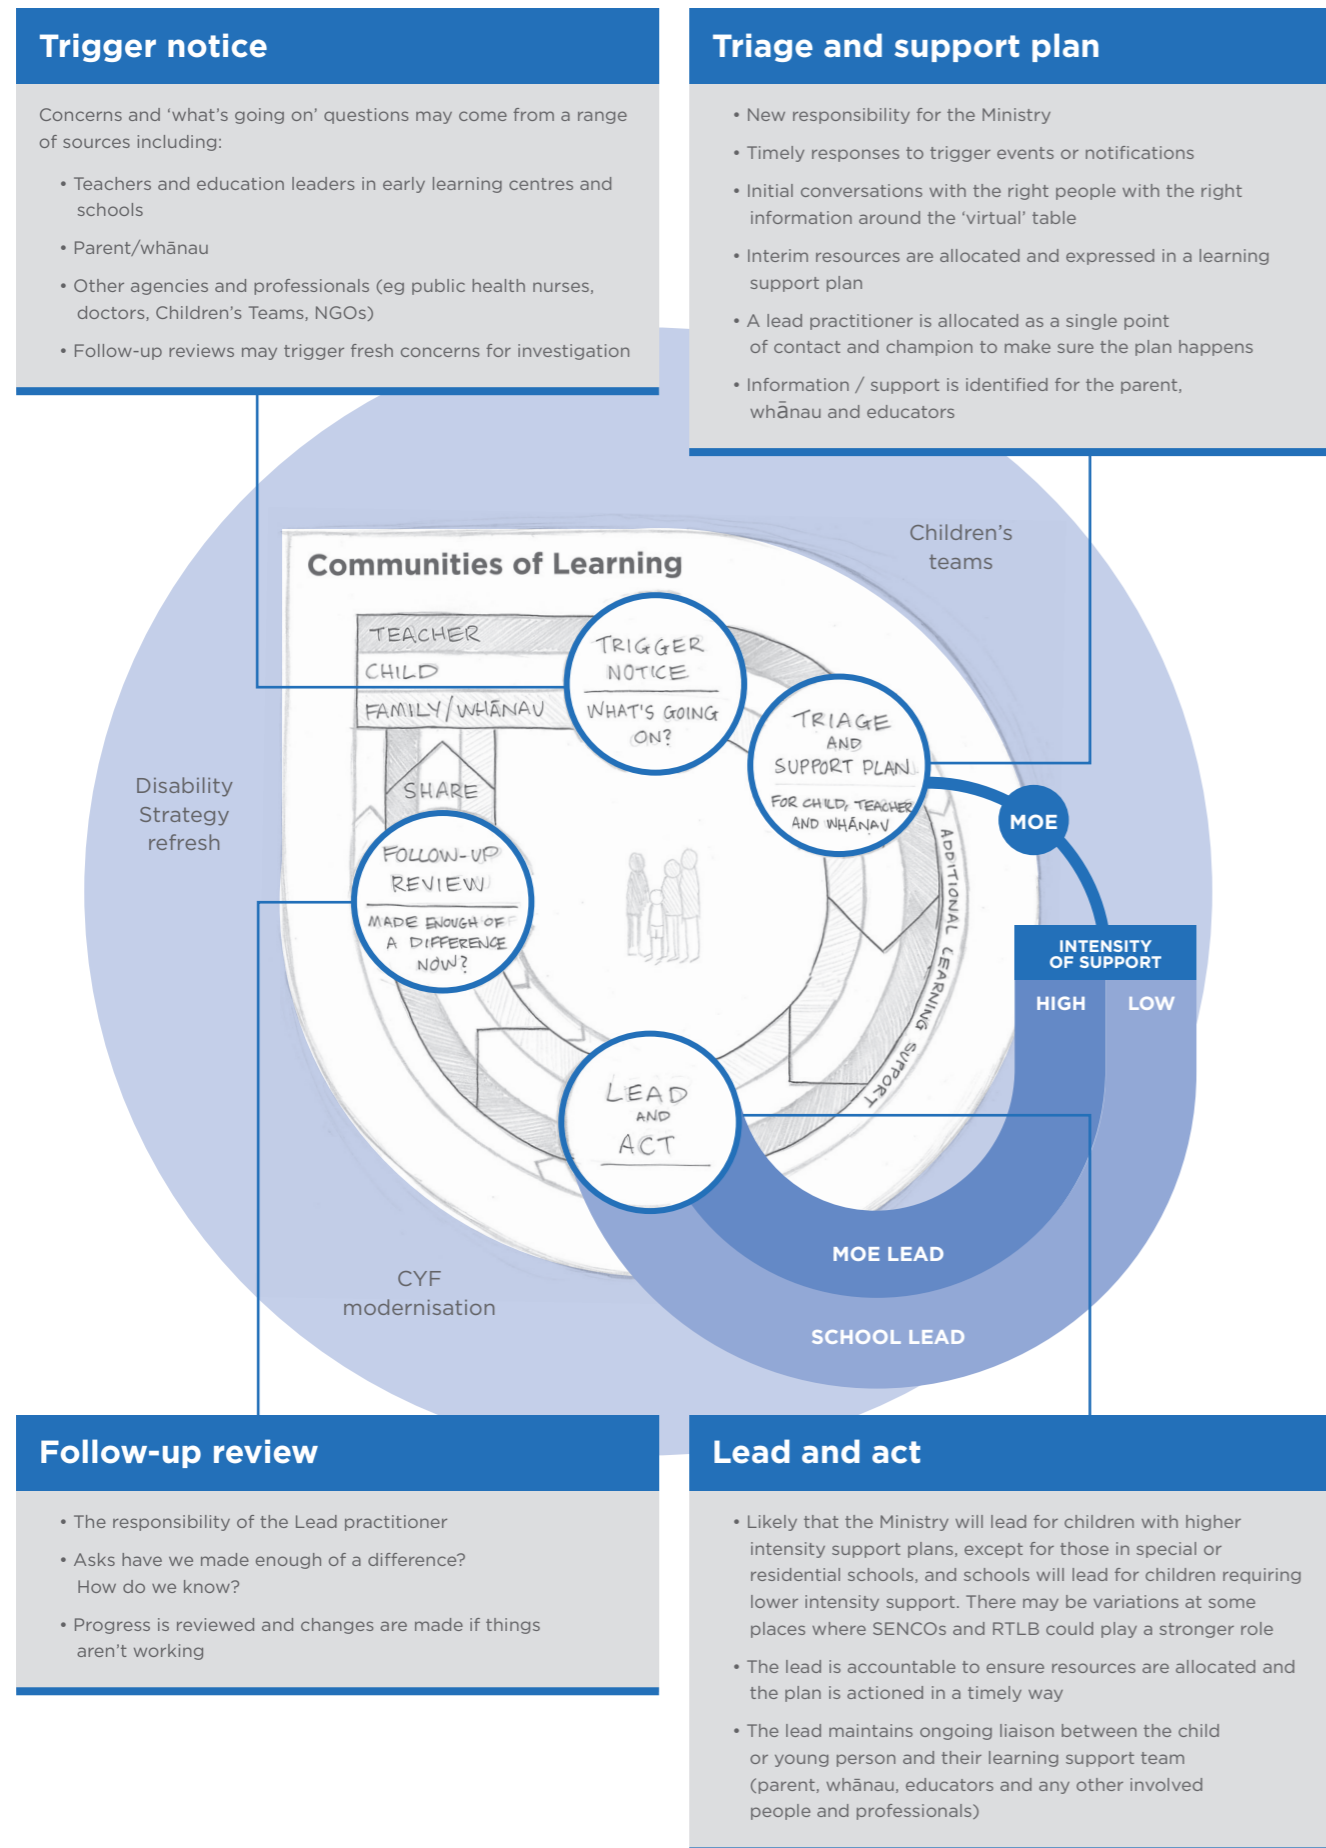 Trigger notice
Concerns and ‘what’s going on’ questions may come from a range
of sources including:
• Teachers and education leaders in early learning centres and
schools
• Parent/whānau
• Other agencies and professionals (eg public health nurses,
doctors, Children’s Teams, NGOs)
• Follow-up reviews may trigger fresh concerns for investigation
Triage and support plan
• New responsibility for the Ministry
• Timely responses to trigger events or notifications
• Initial conversations with the right people with the right
information around the ‘virtual’ table
• Interim resources are allocated and expressed in a learning
support plan
• A lead practitioner is allocated as a single point
of contact and champion to make sure the plan happens
• Information / support is identified for the parent,
whānau and educators
Children’s
teams
Communities of Learning
TEACHER
CHILD
FAMILY/WHĀNAU
TRIGGER
NOTICE
WHAT'S GOING
ON?
TRIAGE
AND
SUPPORT PLAN
FOR CHILD, TEACHER
AND WHĀNAU
MOE
ADDITIONAL LEARNING SUPPORT
Disability
Strategy
refresh
SHARE
FOLLOW-UP
REVIEW
MADE ENOUGH OF
A DIFFERENCE
NOW?
INTENSITY
OF SUPPORT
HIGH
LOW
LEAD
AND
ACT
MOE LEAD
SCHOOL LEAD
CYF
modernisation
Follow-up review
• The responsibility of the Lead practitioner
• Asks have we made enough of a difference?
How do we know?
• Progress is reviewed and changes are made if things
aren’t working
Lead and act
• Likely that the Ministry will lead for children with higher
intensity support plans, except for those in special or
residential schools, and schools will lead for children requiring
lower intensity support. There may be variations at some
places where SENCOs and RTLB could play a stronger role
• The lead is accountable to ensure resources are allocated and
the plan is actioned in a timely way
• The lead maintains ongoing liaison between the child
or young person and their learning support team
(parent, whānau, educators and any other involved
people and professionals)